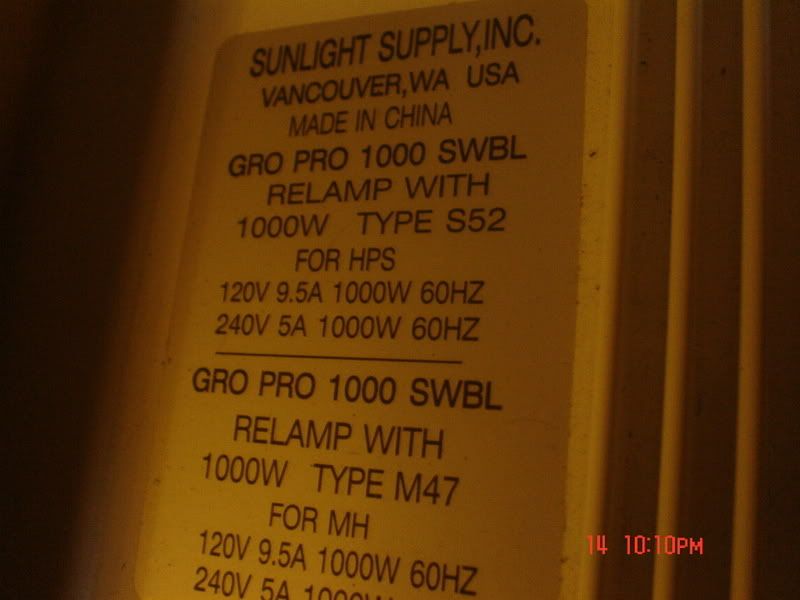 SUNLIGHT SUPPLY,INC.
VANCOUVER,WA USA
MADE IN CHINA
GRO PRO 1000 SWBL
RELAMP WITH
1000W TYPE S52
FOR HPS
120V 9.5A 1000W 60HZ
240V 5A 1000W 60HZ
GRO PRO 1000 SWBL
RELAMP WITH
1000W TYPE M47
FOR MH
120V 9.5A 1000W 60HZ
240V 5A 1000W
14 10:10PM